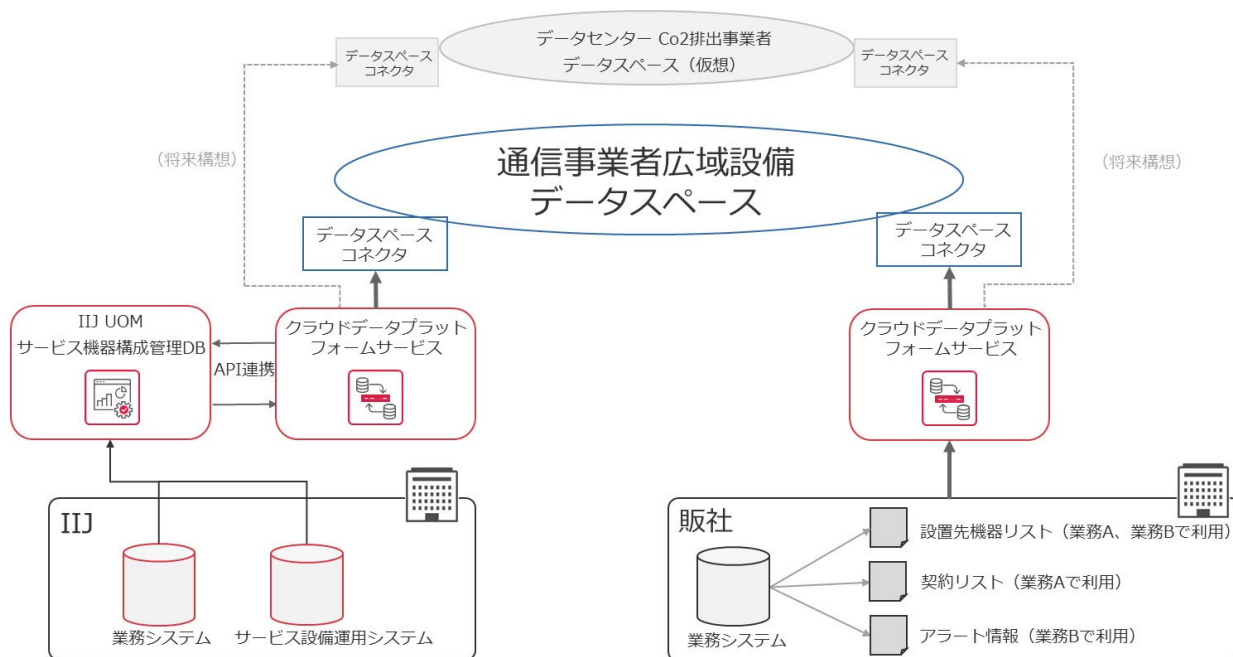 データセンター Co2排出事業者
データスペース（仮想）
データスペース
コネクタ
データスペース
コネクタ
（将来構想）
（将来構想）
通信事業者広域設備
データスペース
データスペース
コネクタ
データスペース
コネクタ
IIJ UOM
サービス機器構成管理DB
API連携
クラウドデータプラット
フォームサービス
クラウドデータプラット
フォームサービス
IIJ
業務システム
サービス設備運用システム
販社
業務システム
設置先機器リスト（業務A、業務Bで利用）
契約リスト（業務Aで利用）
アラート情報（業務Bで利用）